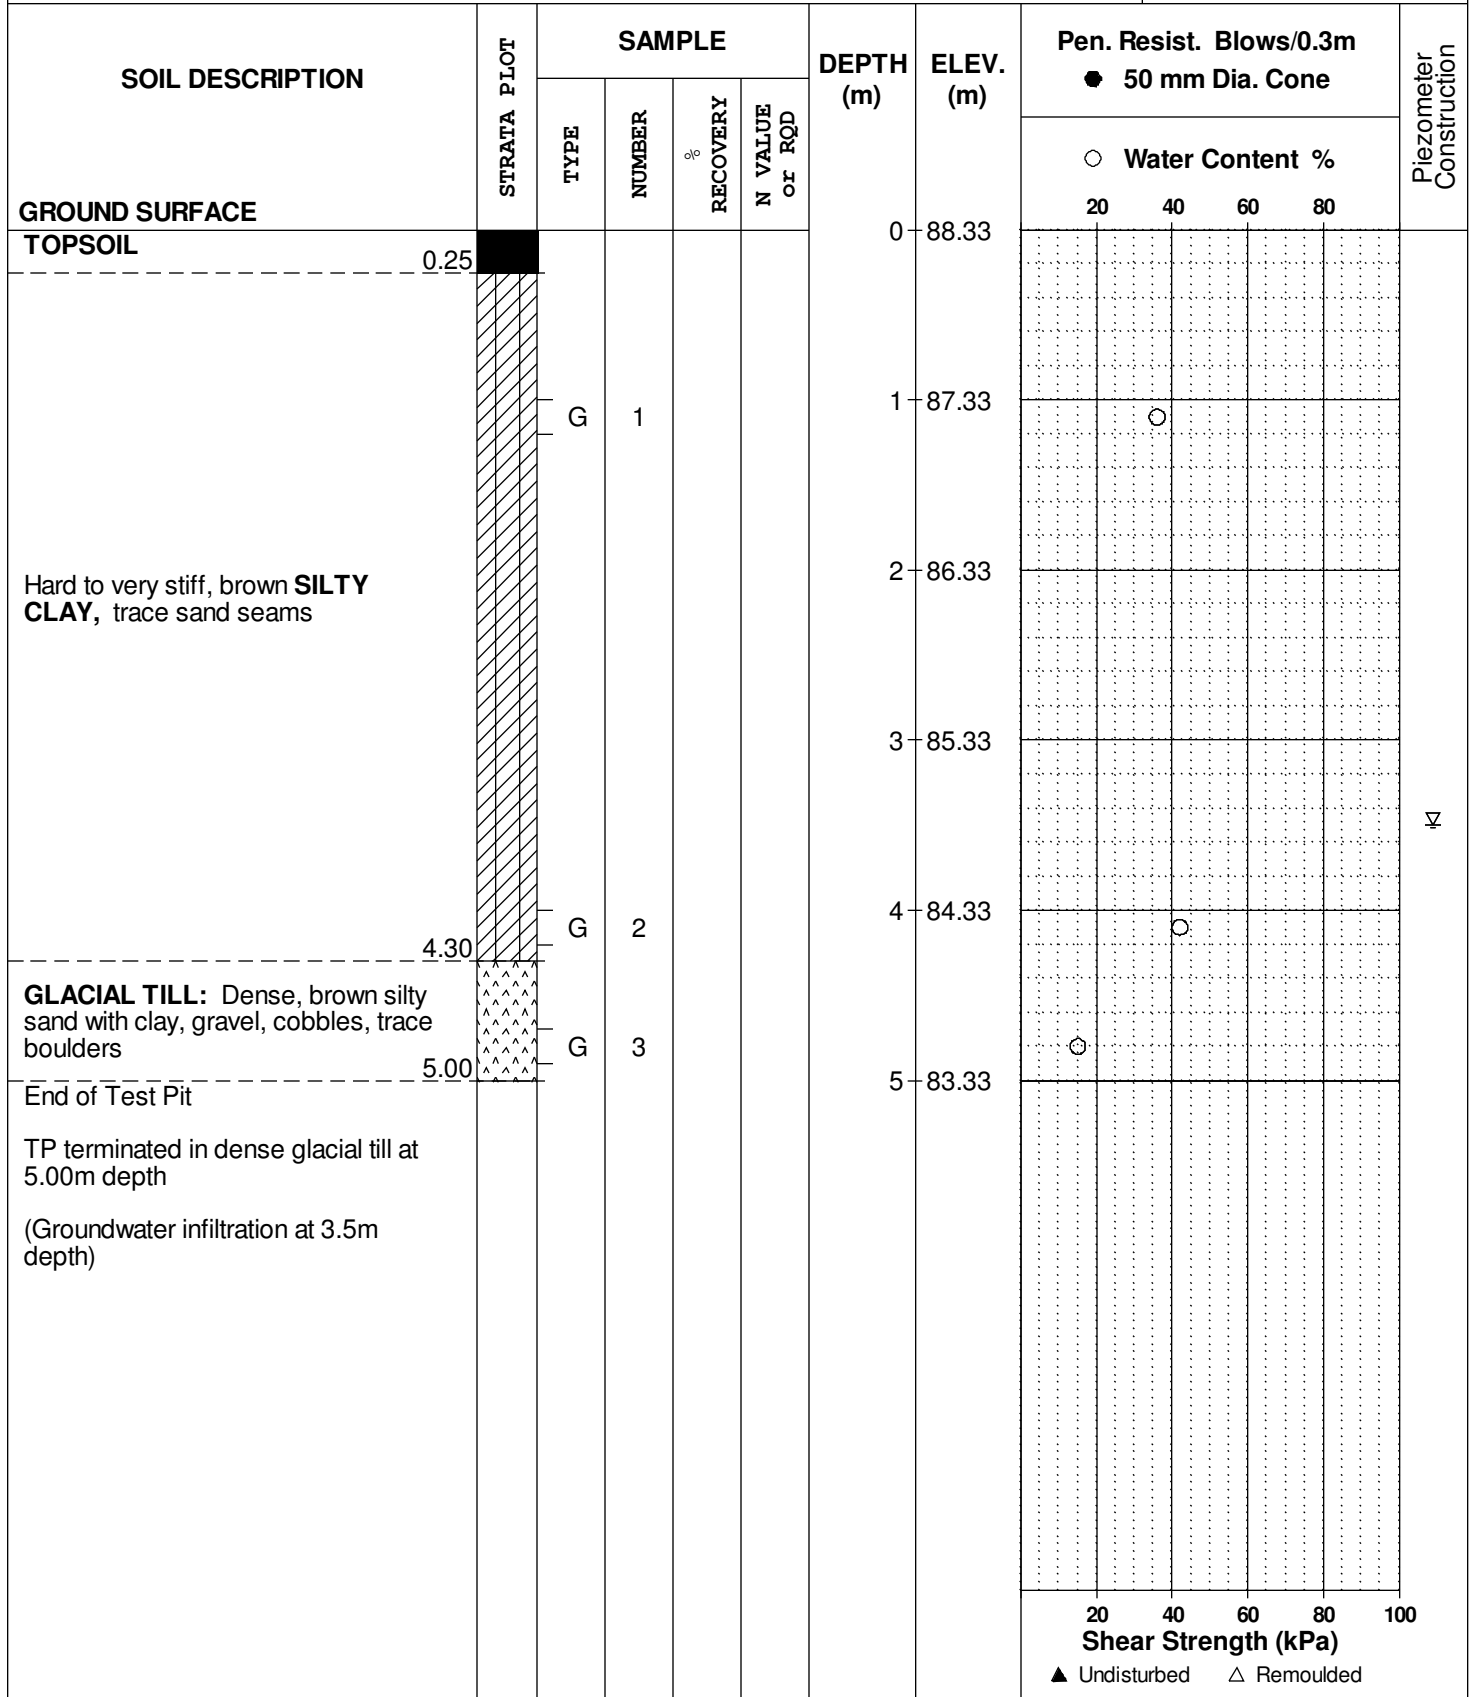 SOIL DESCRIPTION
GROUND SURFACE
STRATA PLOT
SAMPLE
TYPE
NUMBER
%
RECOVERY
N VALUE
or RQD
DEPTH
(m)
ELEV.
(m)
Pen. Resist. Blows/0.3m
● 50 mm Dia. Cone
○ Water Content %
20 40 60 80
Piezometer
Construction
0 88.33
TOPSOIL
0.25
1 87.33
G 1
2 86.33
Hard to very stiff, brown SILTY
CLAY, trace sand seams
3 85.33
4 84.33
G 2
4.30
GLACIAL TILL: Dense, brown silty
sand with clay, gravel, cobbles, trace
boulders
G 3
5.00
5 83.33
End of Test Pit
TP terminated in dense glacial till at
5.00m depth
(Groundwater infiltration at 3.5m
depth)
20 40 60 80 100
Shear Strength (kPa)
▲ Undisturbed △ Remoulded